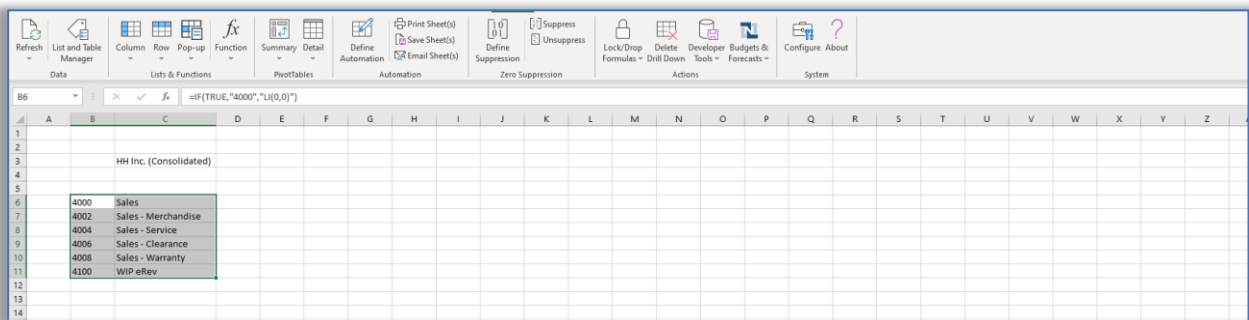 Refresh
List and Table Manager
Column
Row
Pop-up
Function
Summary
Detail
Define Automation
Print Sheet(s)
Save Sheet(s)
Email Sheet(s)
Define Suppression
Suppress
Unsuppress
Lock/Drop Formulas
Delete Drill Down
Developer Tools
Budgets & Forecasts
Configure
About
Data
Lists & Functions
PivotTables
Automation
Zero Suppression
Actions
System
B6
fx
=IF(TRUE,"4000","LI(0,0)")
A B C D E F G H I J K L M N O P Q R S T U V W X Y Z
1
2
3 HH Inc. (Consolidated)
4
5
6 4000 Sales
7 4002 Sales - Merchandise
8 4004 Sales - Service
9 4006 Sales - Clearance
10 4008 Sales - Warranty
11 4100 WIP eRev
12
13
14